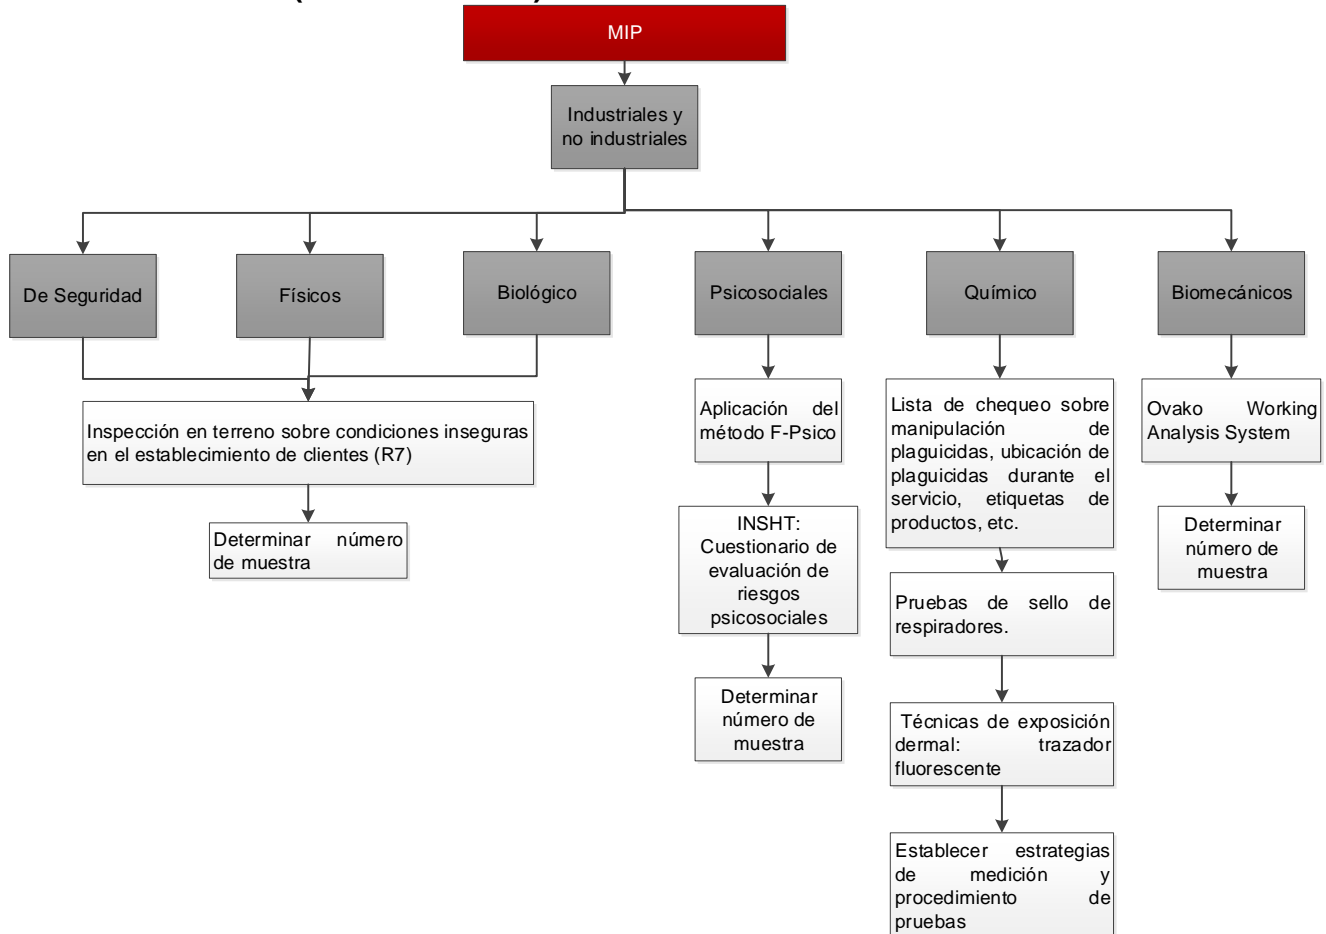 MIP
Industriales y
no industriales
De Seguridad
Físicos
Biológico
Psicosociales
Químico
Biomecánicos
Inspección en terreno sobre condiciones inseguras
en el establecimiento de clientes (R7)
Determinar número
de muestra
Aplicación del
método F-Psico
INSHT:
Cuestionario de
evaluación de
riesgos
psicosociales
Determinar
número de
muestra
Lista de chequeo sobre
manipulación de
plaguicidas, ubicación de
plaguicidas durante el
servicio, etiquetas de
productos, etc.
Pruebas de sello de
respiradores.
Técnicas de exposición
dermal: trazador
fluorescente
Establecer estrategias
de medición y
procedimiento de
pruebas
Ovako Working
Analysis System
Determinar
número de
muestra